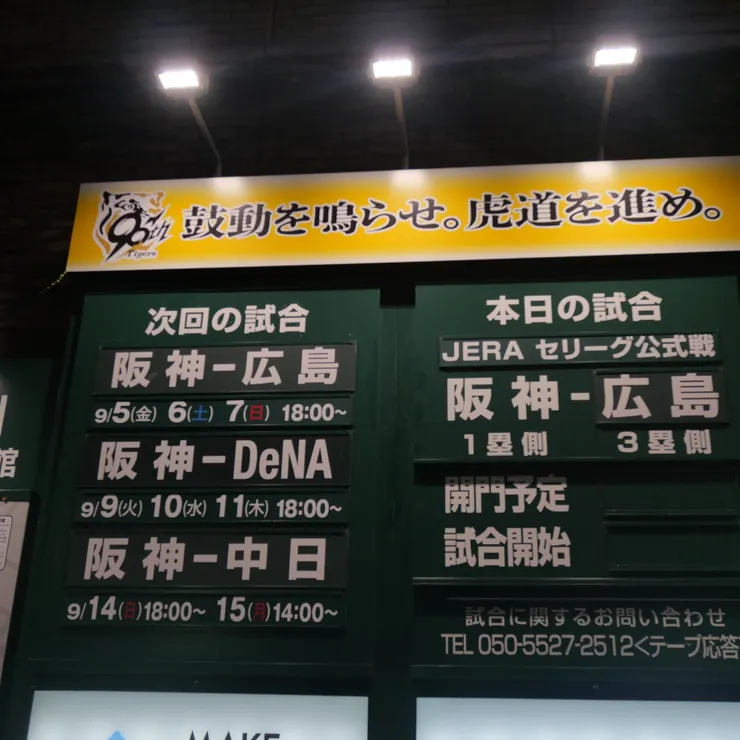 90th
Tigers
鼓動を鳴らせ。虎道を進め。
次回の試合
阪神-広島
9/5(金) 6(土) 7(日) 18:00~
阪神-DeNA
9/9(火) 10(水) 11(木) 18:00~
阪神-中日
9/14(日)18:00~ 15(月)14:00~
本日の試合
JERA セリーグ公式戦
阪神-広島
1塁側 3塁側
開門予定
試合開始
試合に関するお問い合わせ
TEL 050-5527-2512<テープ応答
館
MAKE